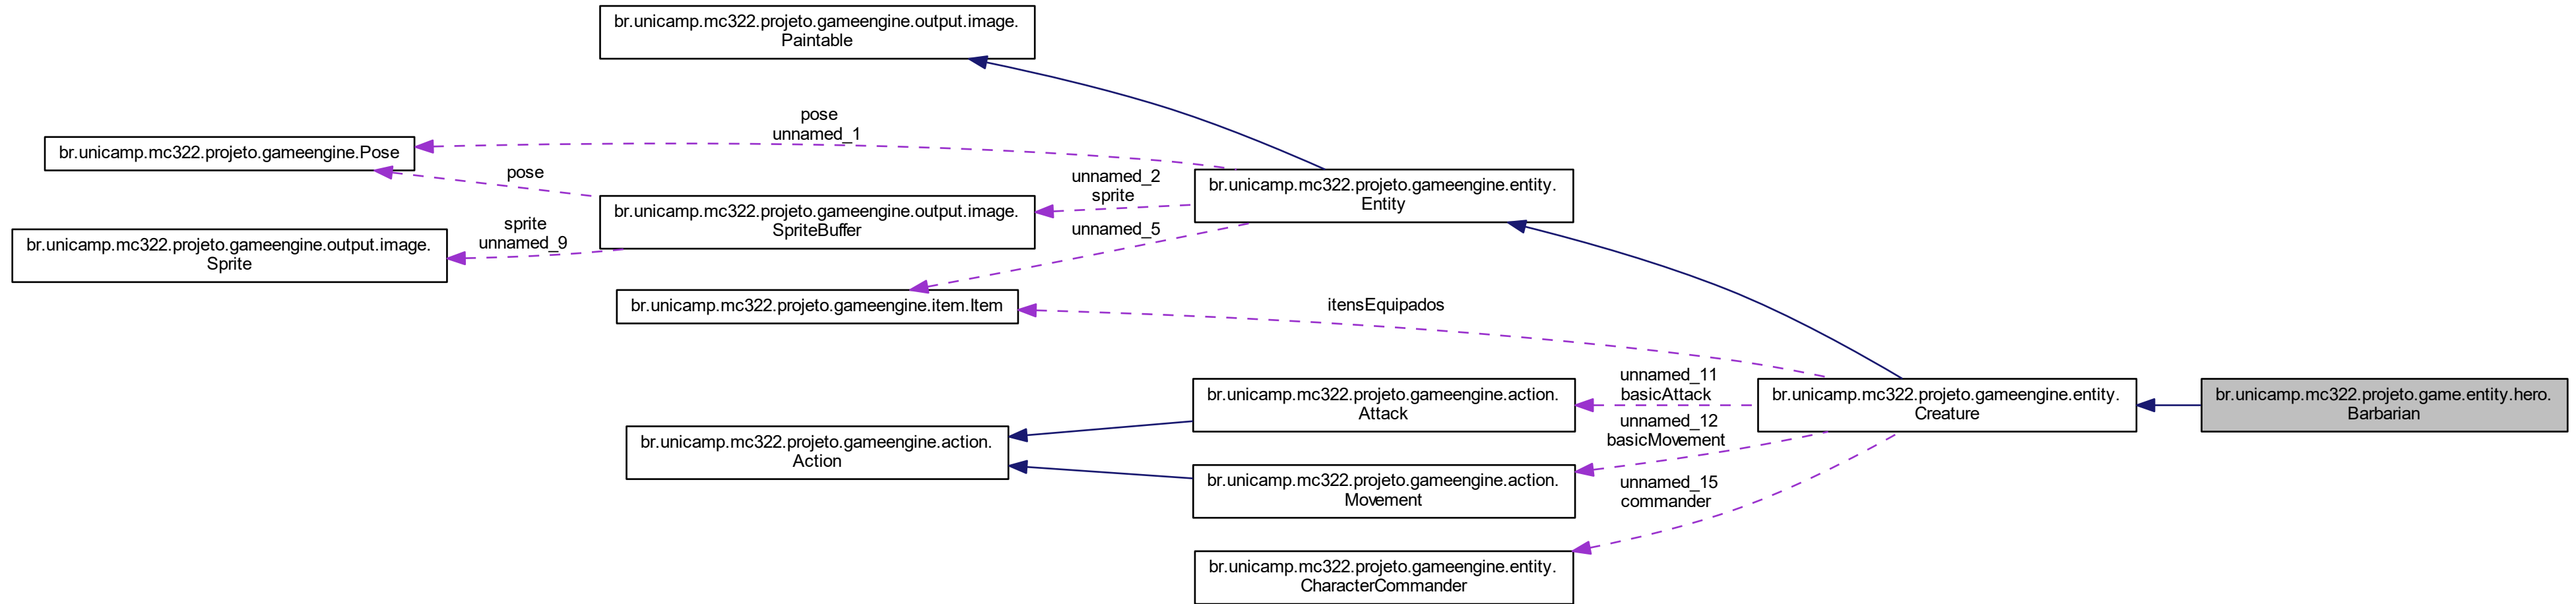 br.unicamp.mc322.projeto.gameengine.output.image.
Paintable
pose
unnamed_1
br.unicamp.mc322.projeto.gameengine.Pose
pose
unnamed_2
sprite
br.unicamp.mc322.projeto.gameengine.entity.
Entity
br.unicamp.mc322.projeto.gameengine.output.image.
SpriteBuffer
sprite
unnamed_9
unnamed_5
br.unicamp.mc322.projeto.gameengine.output.image.
Sprite
br.unicamp.mc322.projeto.gameengine.item.Item
itensEquipados
unnamed_11
basicAttack
br.unicamp.mc322.projeto.gameengine.action.
Attack
br.unicamp.mc322.projeto.gameengine.entity.
Creature
br.unicamp.mc322.projeto.game.entity.hero.
Barbarian
unnamed_12
basicMovement
br.unicamp.mc322.projeto.gameengine.action.
Action
br.unicamp.mc322.projeto.gameengine.action.
Movement
unnamed_15
commander
br.unicamp.mc322.projeto.gameengine.entity.
CharacterCommander